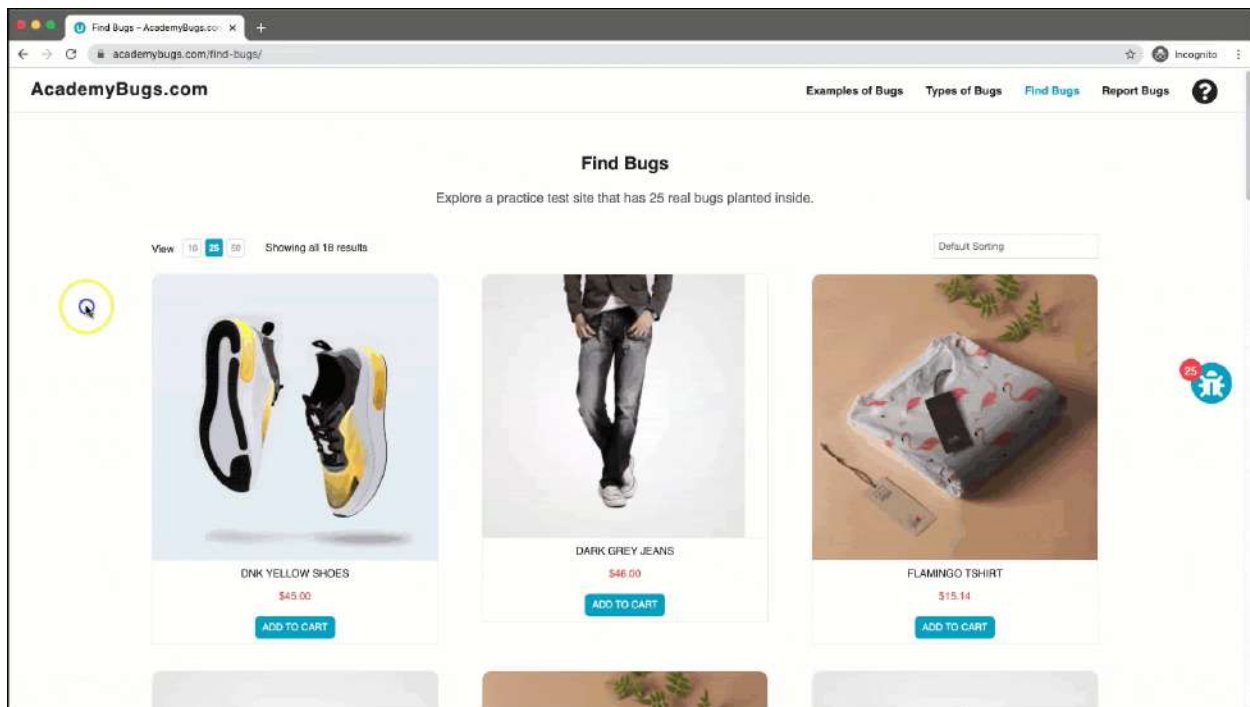 Find Bugs – AcademyBugs.co
academybugs.com/find-bugs/
Incognito
AcademyBugs.com
Examples of Bugs
Types of Bugs
Find Bugs
Report Bugs
?
Find Bugs
Explore a practice test site that has 25 real bugs planted inside.
View 10 25 50 Showing all 18 results
Default Sorting
25
DNK YELLOW SHOES
$45.00
ADD TO CART
DARK GREY JEANS
$46.00
ADD TO CART
FLAMINGO TSHIRT
$15.14
ADD TO CART